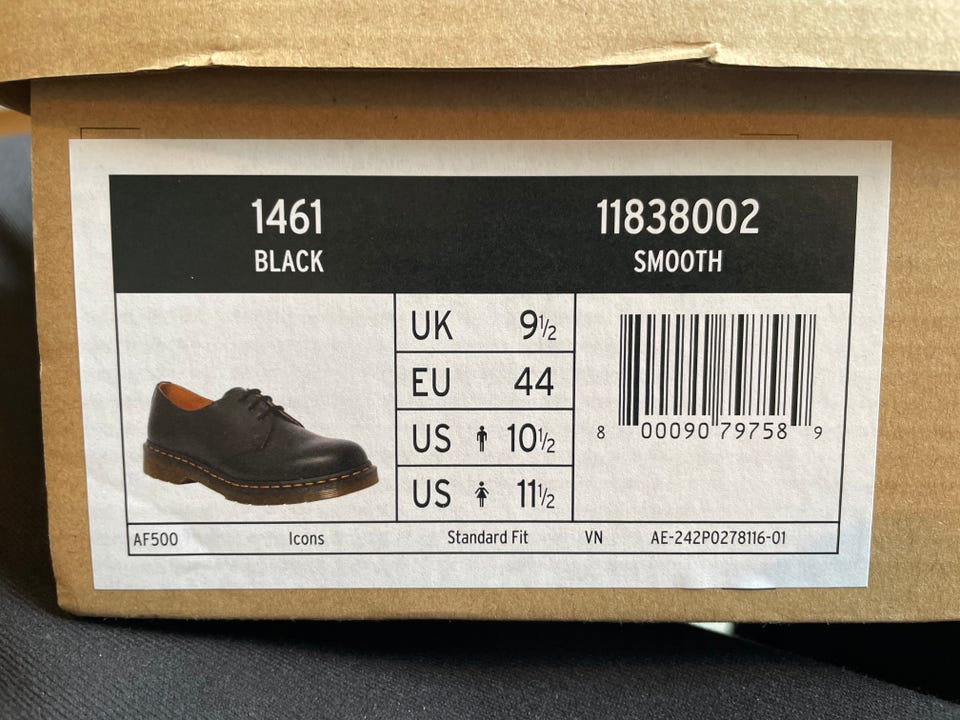 1461
BLACK
11838002
SMOOTH
UK 9½
EU 44
US 10½
US 11½
8 00090 79758 9
AF500 Icons Standard Fit VN AE-242P0278116-01